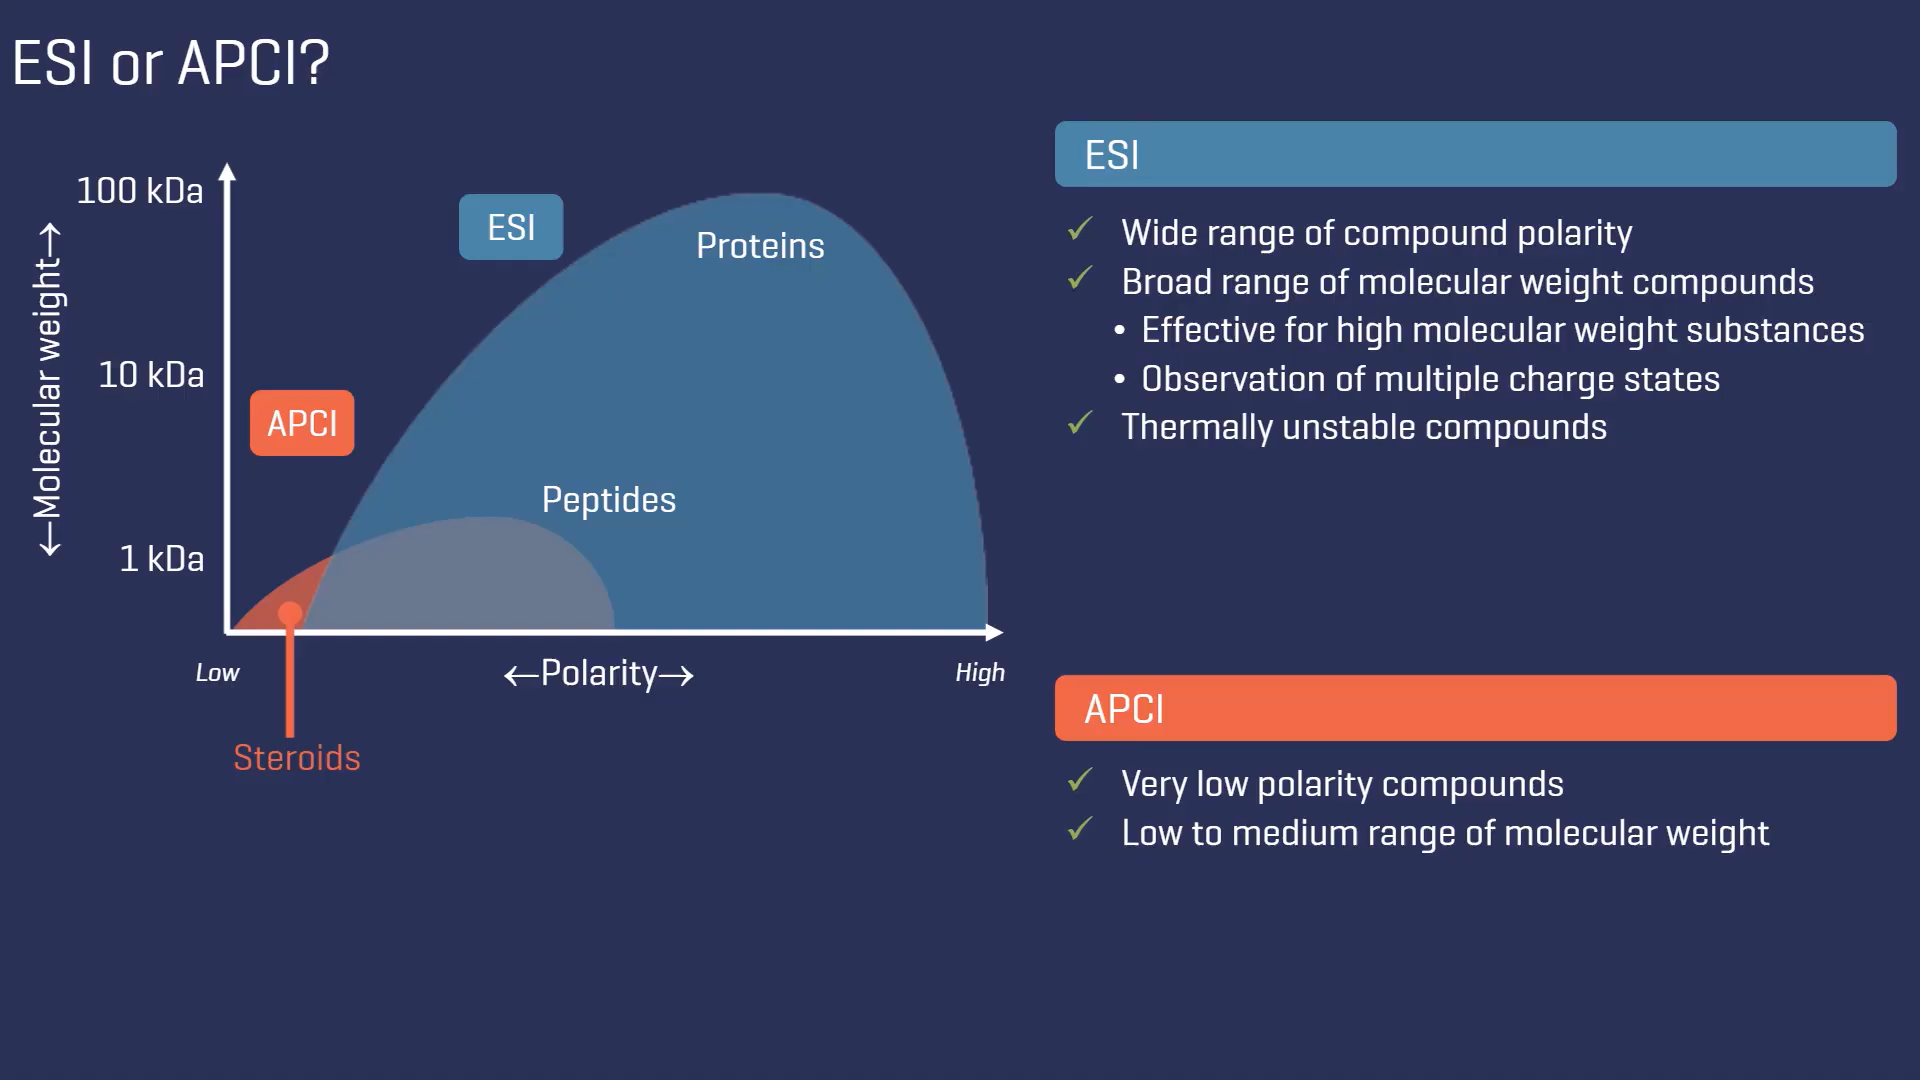 ESI or APCI?
100 kDa
10 kDa
1 kDa
←Molecular weight→
ESI
APCI
Proteins
Peptides
Low
←Polarity→
High
Steroids
ESI
✓ Wide range of compound polarity
✓ Broad range of molecular weight compounds
• Effective for high molecular weight substances
• Observation of multiple charge states
✓ Thermally unstable compounds
APCI
✓ Very low polarity compounds
✓ Low to medium range of molecular weight